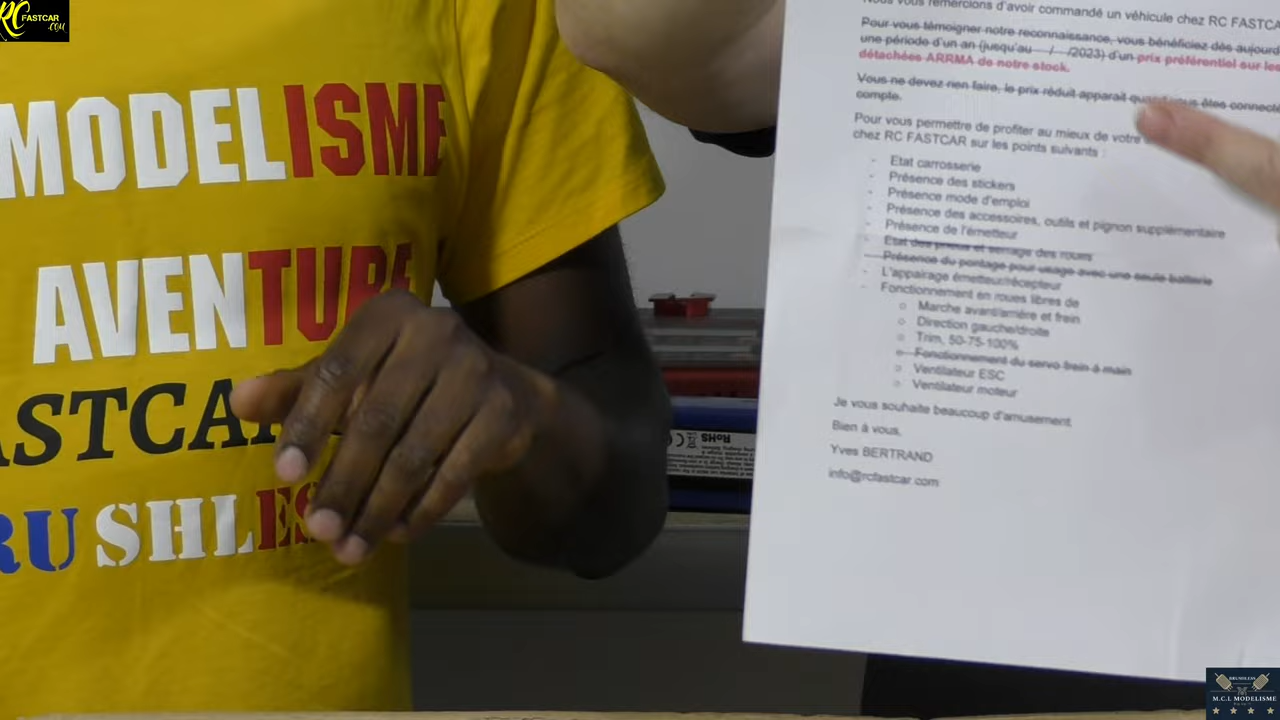 RC
FASTCAR
.com
MODELISME
AVENTURE
ASTCA
RUSHLES
Nous vous remercions d'avoir commandé un véhicule chez RC FASTCA
Pour vous témoigner notre reconnaissance, vous bénéficiez dès aujourd
une période d'un an (jusqu'au / /2023) d'un prix préférentiel sur les
détachées ARRMA de notre stock.
Vous ne devez rien faire, le prix réduit apparait êtes connecté
compte.
Pour vous permettre de profiter au mieux de votre
chez RC FASTCAR sur les points suivants :
- Etat carrosserie
- Présence des stickers
- Présence mode d'emploi
- Présence des accessoires, outils et pignon supplémentaire
- Présence de l'émetteur
- Etat des pneus et serrage des roues
- Présence du pontage pour usage avec une seule batterie
- L'appairage émetteur/récepteur
- Fonctionnement en roues libres de
○ Marche avant/arrière et frein
○ Direction gauche/droite
○ Trim, 50-75-100%
○ Fonctionnement du servo frein à main
○ Ventilateur ESC
○ Ventilateur moteur
Je vous souhaite beaucoup d'amusement.
Bien à vous,
Yves BERTRAND
info@rcfastcar.com
RoHS
BRUSHLESS
M.C.I. MODELISME